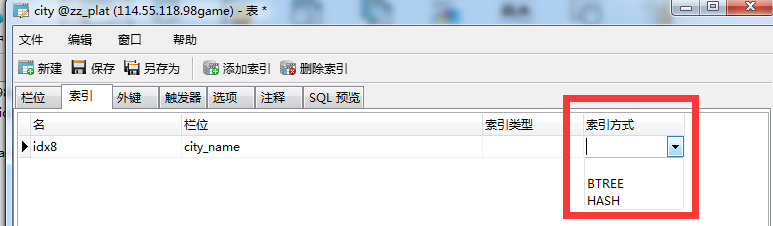 city @zz_plat (114.55.118.98game) - 表 *
文件 编辑 窗口 帮助
新建 保存 另存为 添加索引 删除索引
栏位 索引 外键 触发器 选项 注释 SQL 预览
名 栏位 索引类型 索引方式
idx8 city_name
BTREE
HASH